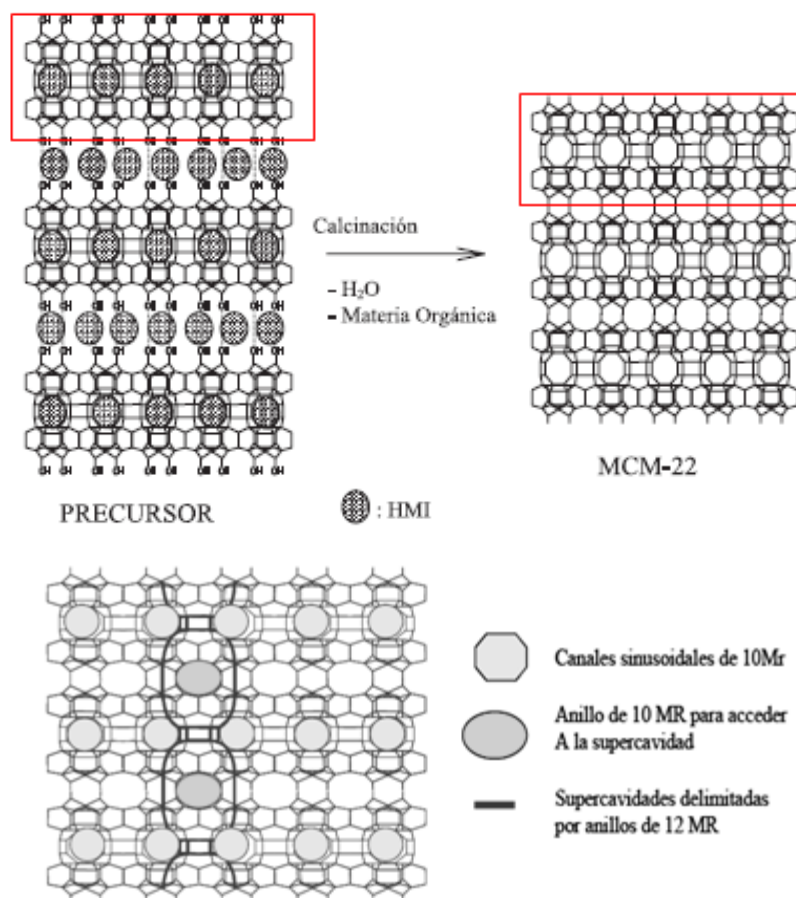 Calcinación
- H₂O
- Materia Orgánica
MCM-22
PRECURSOR
: HMI
Canales sinusoidales de 10Mr
Anillo de 10 MR para acceder
A la supercavidad
Supercavidades delimitadas
por anillos de 12 MR